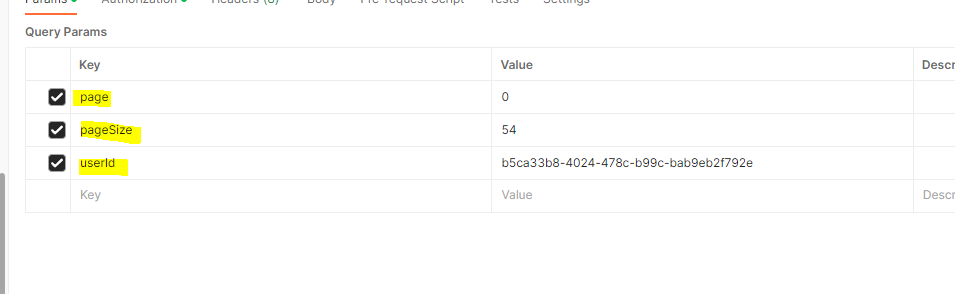 Params Authorization Headers (8) Body Pre-request Script Tests Settings
Query Params
Key Value Descr
page 0
pageSize 54
userId b5ca33b8-4024-478c-b99c-bab9eb2f792e
Key Value Descr